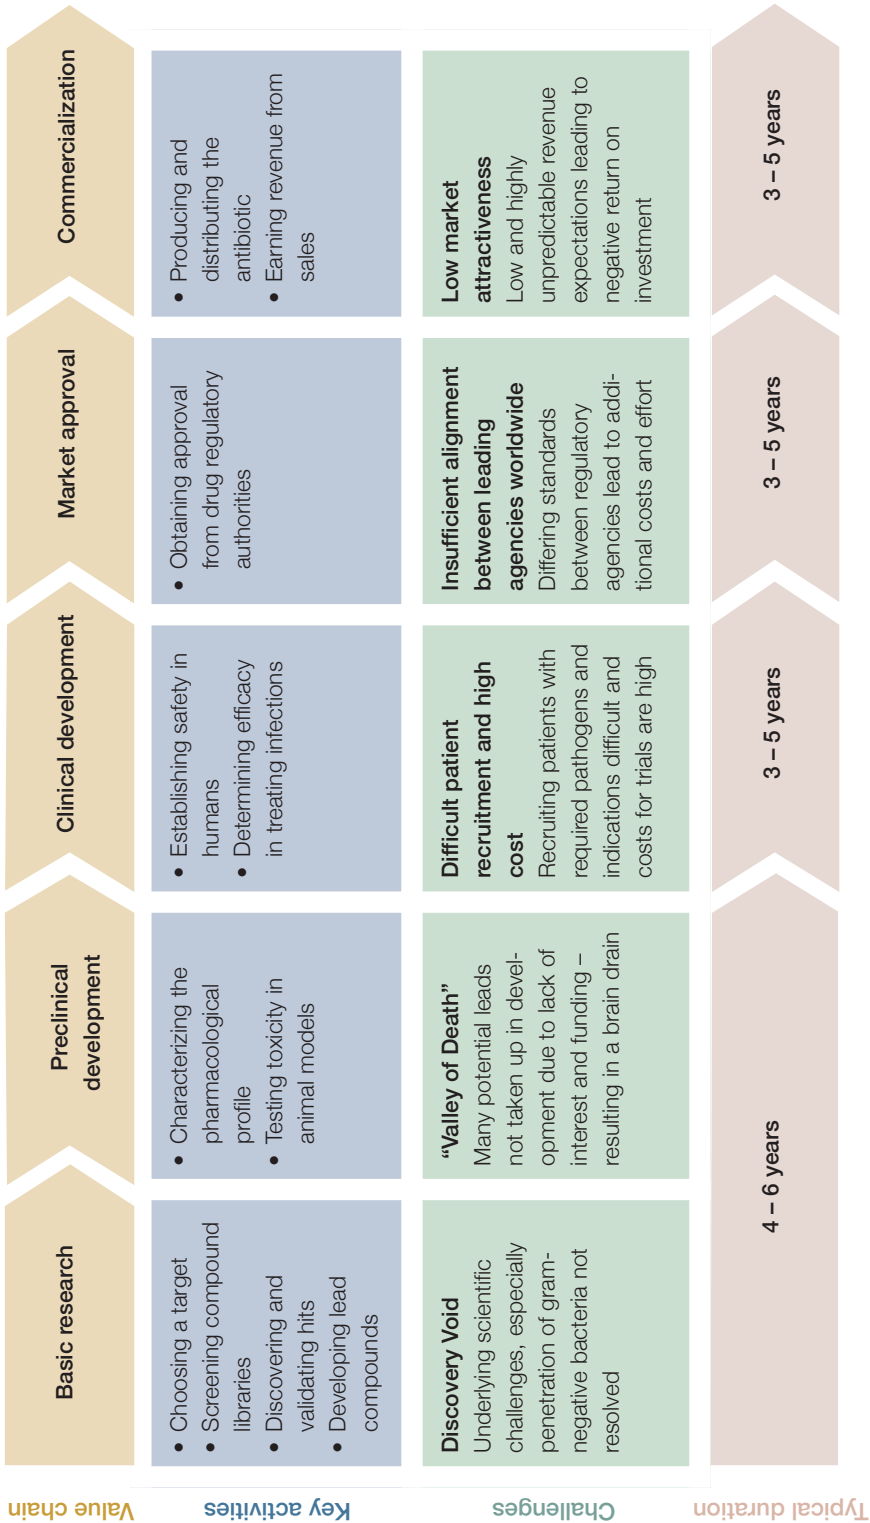 Value chain
Basic research
Preclinical
development
Clinical development
Market approval
Commercialization
Key activities
• Choosing a target
• Screening compound
libraries
• Discovering and
validating hits
• Developing lead
compounds
• Characterizing the
pharmacological
profile
• Testing toxicity in
animal models
• Establishing safety in
humans
• Determining efficacy
in treating infections
• Obtaining approval
from drug regulatory
authorities
• Producing and
distributing the
antibiotic
• Earning revenue from
sales
Challenges
Discovery Void
Underlying scientific
challenges, especially
penetration of gram-
negative bacteria not
resolved
“Valley of Death”
Many potential leads
not taken up in devel-
opment due to lack of
interest and funding –
resulting in a brain drain
Difficult patient
recruitment and high
cost
Recruiting patients with
required pathogens and
indications difficult and
costs for trials are high
Insufficient alignment
between leading
agencies worldwide
Differing standards
between regulatory
agencies lead to addi-
tional costs and effort
Low market
attractiveness
Low and highly
unpredictable revenue
expectations leading to
negative return on
investment
Typical duration
4 – 6 years
3 – 5 years
3 – 5 years
3 – 5 years